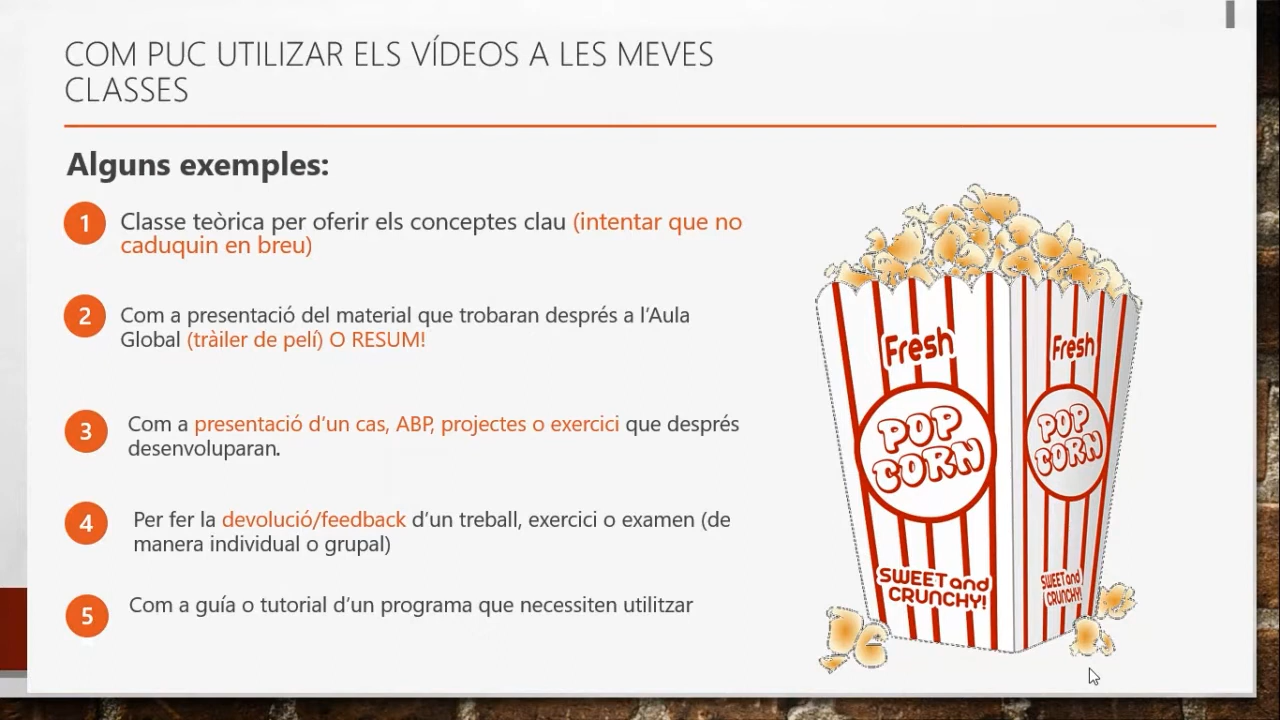 COM PUC UTILIZAR ELS VÍDEOS A LES MEVES
CLASSES
Alguns exemples:
1 Classe teòrica per oferir els conceptes clau (intentar que no
caduquin en breu)
2 Com a presentació del material que trobaran després a l’Aula
Global (tràiler de pelí) O RESUM!
3 Com a presentació d’un cas, ABP, projectes o exercici que després
desenvoluparan.
4 Per fer la devolució/feedback d’un treball, exercici o examen (de
manera individual o grupal)
5 Com a guía o tutorial d’un programa que necessiten utilitzar
Fresh
POP
CORN
SWEET and
CRUNCHY!
Fresh
POP
CORN
SWEET and
CRUNCHY!